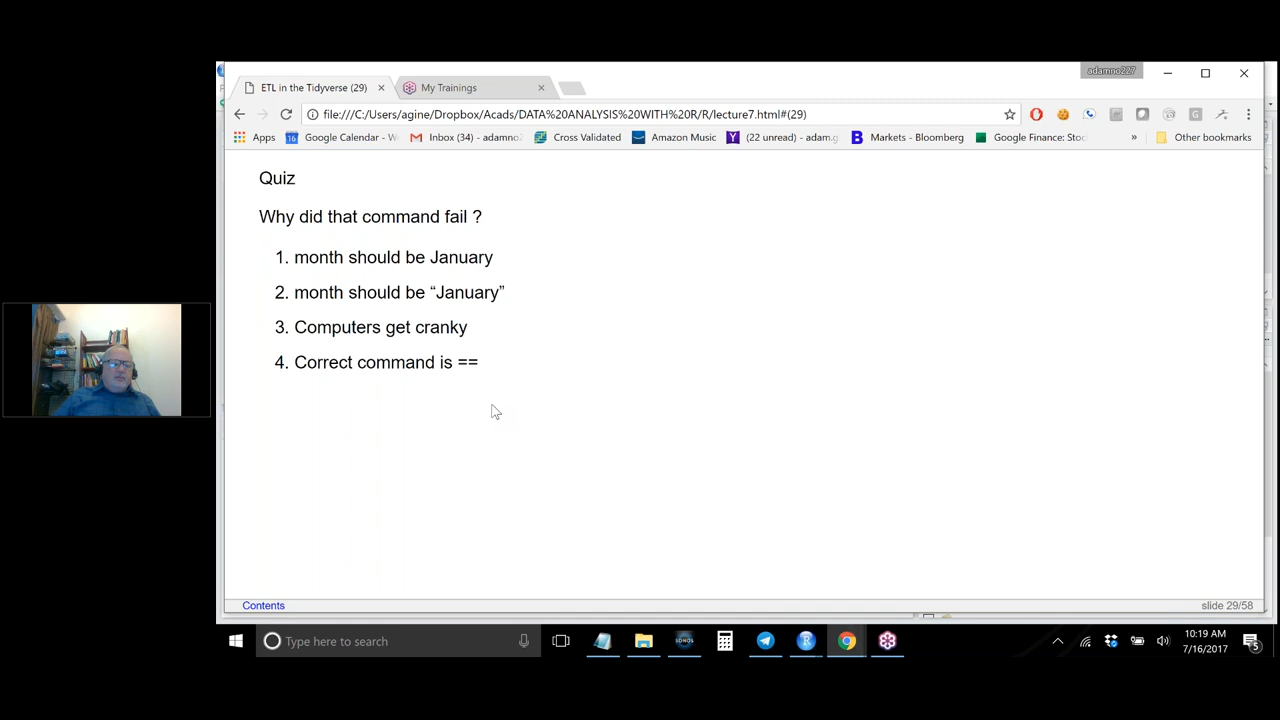 adamno227
ETL in the Tidyverse (29)
My Trainings
file:///C:/Users/agine/Dropbox/Acads/DATA%20ANALYSIS%20WITH%20R/R/lecture7.html#(29)
Apps
Google Calendar - W
Inbox (34) - adamno
Cross Validated
Amazon Music
(22 unread) - adam.g
Markets - Bloomberg
Google Finance: Stoc
»
Other bookmarks
Quiz
Why did that command fail ?
1. month should be January
2. month should be “January”
3. Computers get cranky
4. Correct command is ==
Contents
slide 29/58
Type here to search
SONOS
10:19 AM
7/16/2017
5